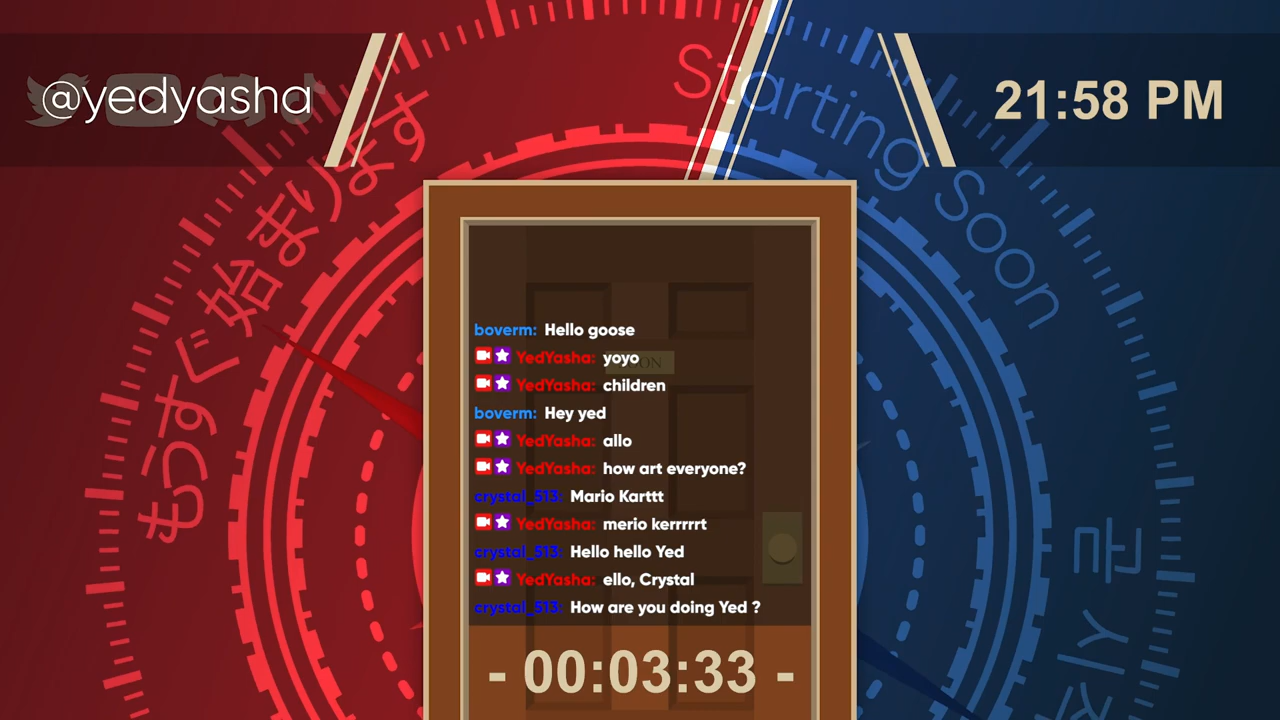 @yedyasha
21:58 PM
もうすぐ始まります
Starting Soon
boverm: Hello goose
YedYasha: yoyo
YedYasha: children
boverm: Hey yed
YedYasha: allo
YedYasha: how art everyone?
crystal_513: Mario Karttt
YedYasha: merio kerrrrrt
crystal_513: Hello hello Yed
YedYasha: ello, Crystal
crystal_513: How are you doing Yed ?
- 00:03:33 -
곧 시